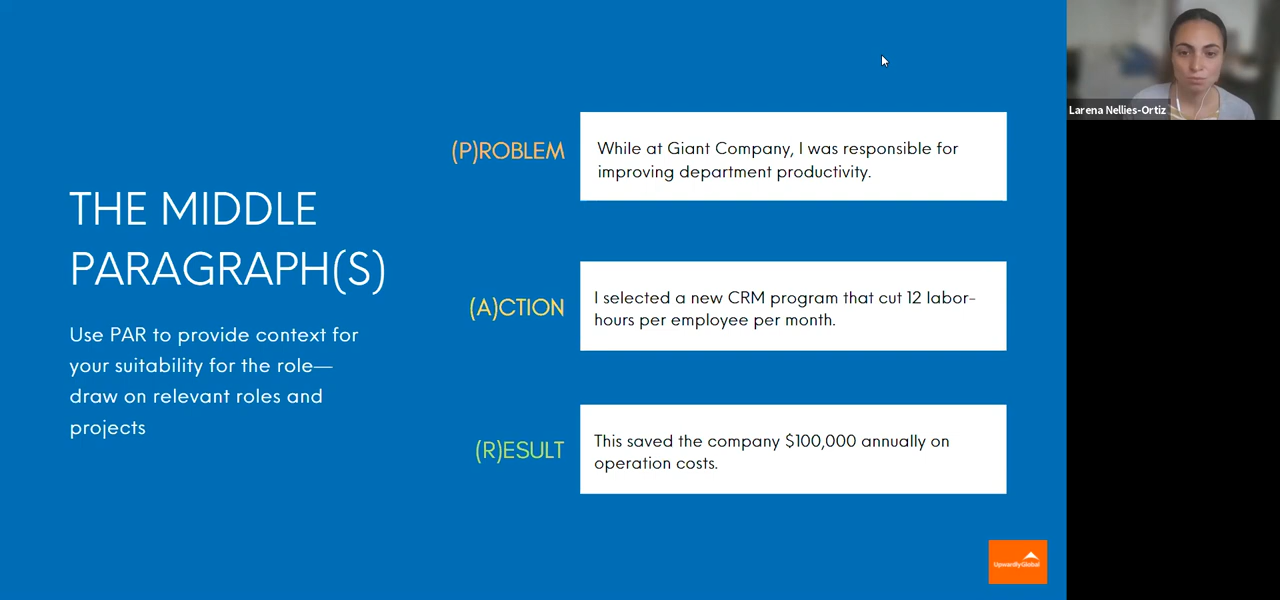 THE MIDDLE
PARAGRAPH(S)
Use PAR to provide context for
your suitability for the role—
draw on relevant roles and
projects
(P)ROBLEM
While at Giant Company, I was responsible for
improving department productivity.
(A)CTION
I selected a new CRM program that cut 12 labor-
hours per employee per month.
(R)ESULT
This saved the company $100,000 annually on
operation costs.
UpwardlyGlobal
Larena Nellies-Ortiz